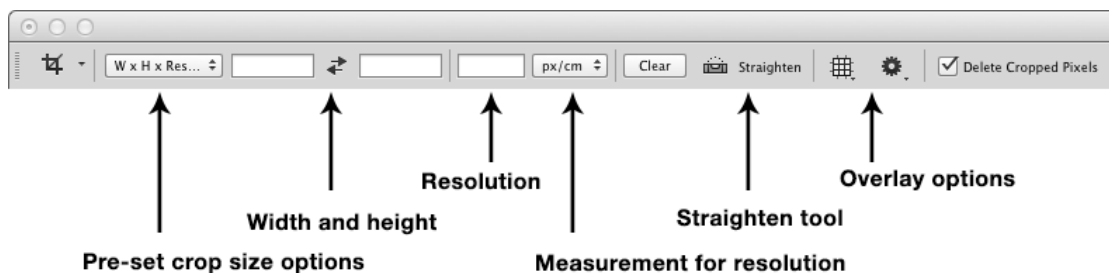 W x H x Res... px/cm Clear Straighten Delete Cropped Pixels
Resolution
Overlay options
Width and height
Straighten tool
Pre-set crop size options
Measurement for resolution